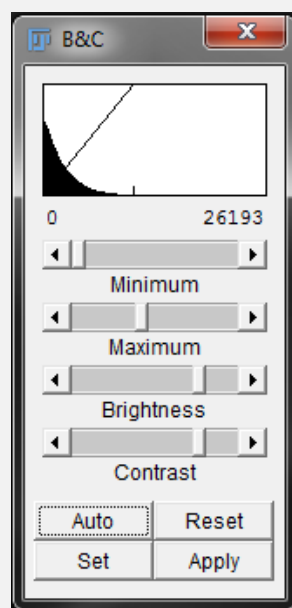 B&C
0 26193
Minimum
Maximum
Brightness
Contrast
Auto Reset
Set Apply